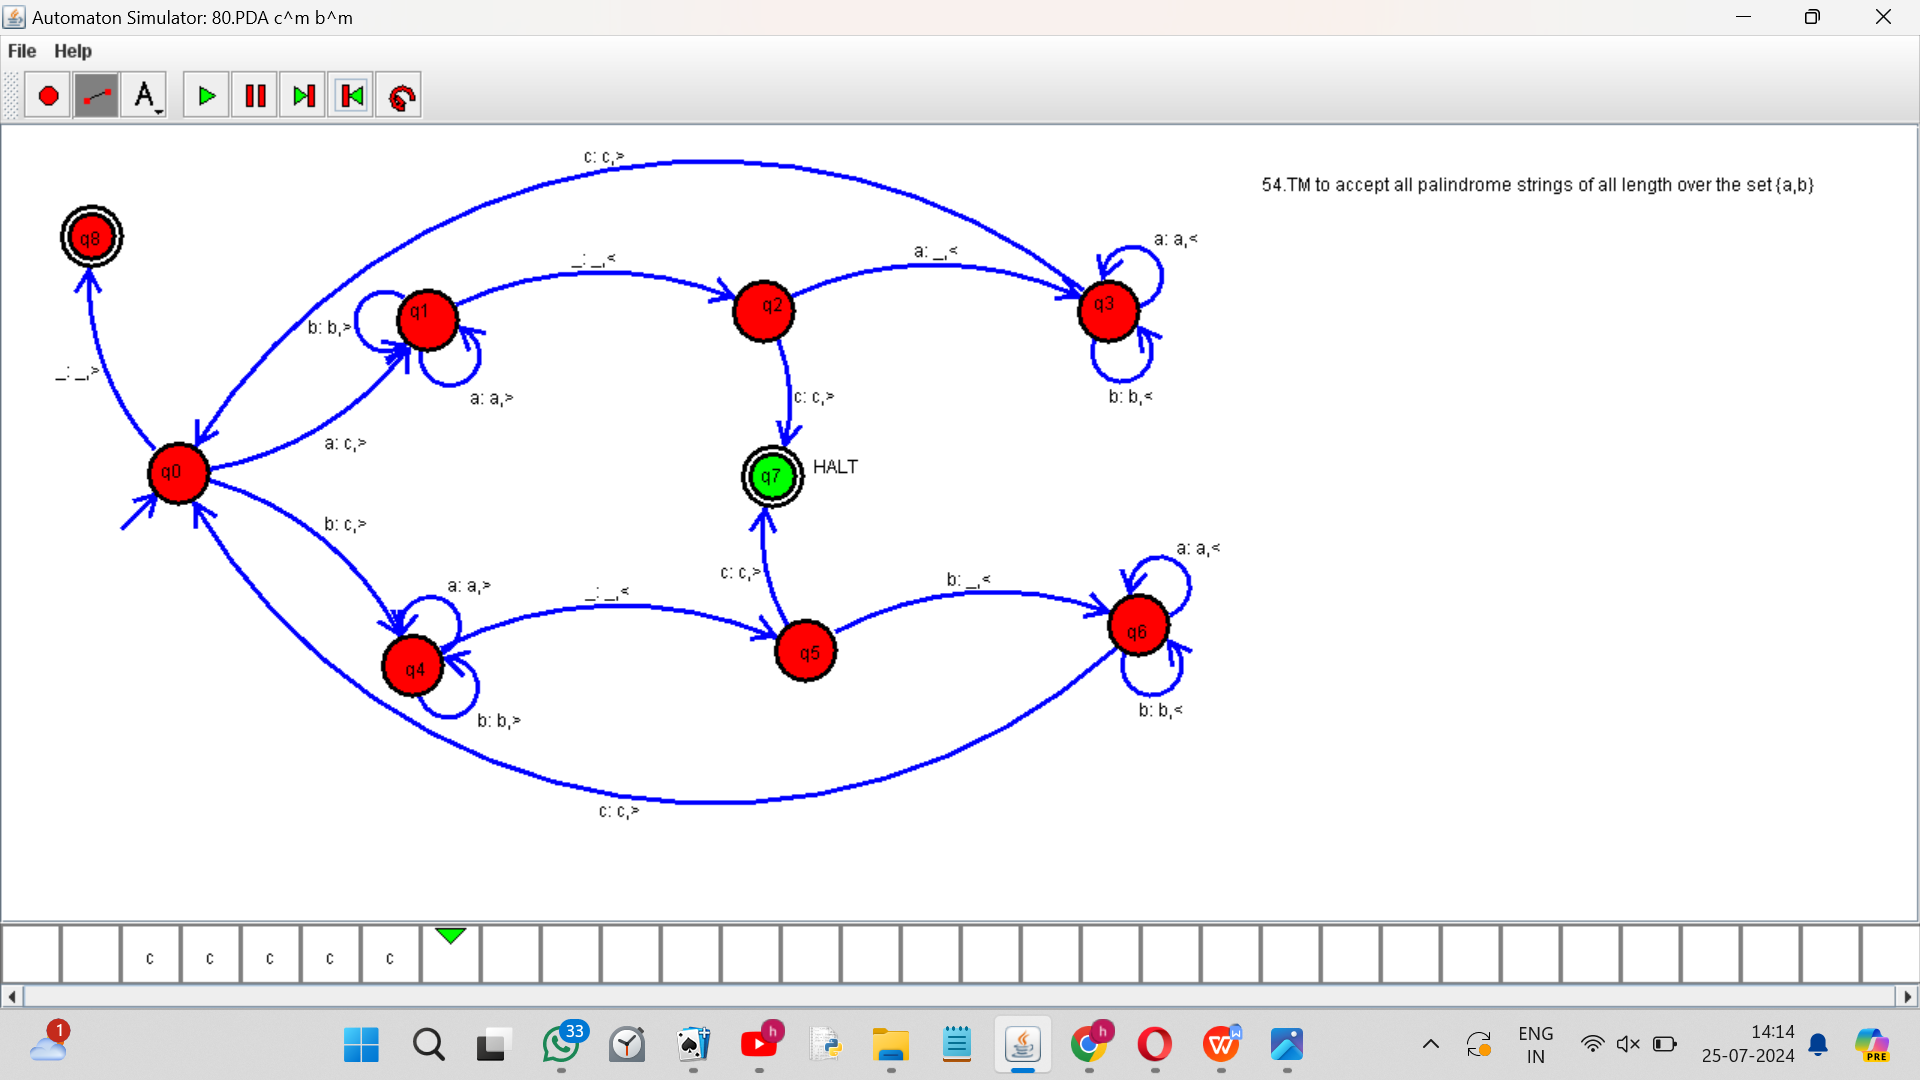 Automaton Simulator: 80.PDA c^m b^m
File Help
A
c: c,>
54.TM to accept all palindrome strings of all length over the set {a,b}
q8
_: _,>
a: _,<
a: a,<
_: _,<
q1
q2
q3
b: b,>
a: a,>
c: c,>
b: b,<
a: c,>
q0
q7
HALT
b: c,>
a: a,<
c: c,>
b: _,<
a: a,>
_: _,<
q4
q5
q6
b: b,>
b: b,<
c: c,>
c c c c c
1
33
h
h
W
ENG
IN
14:14
25-07-2024
PRE